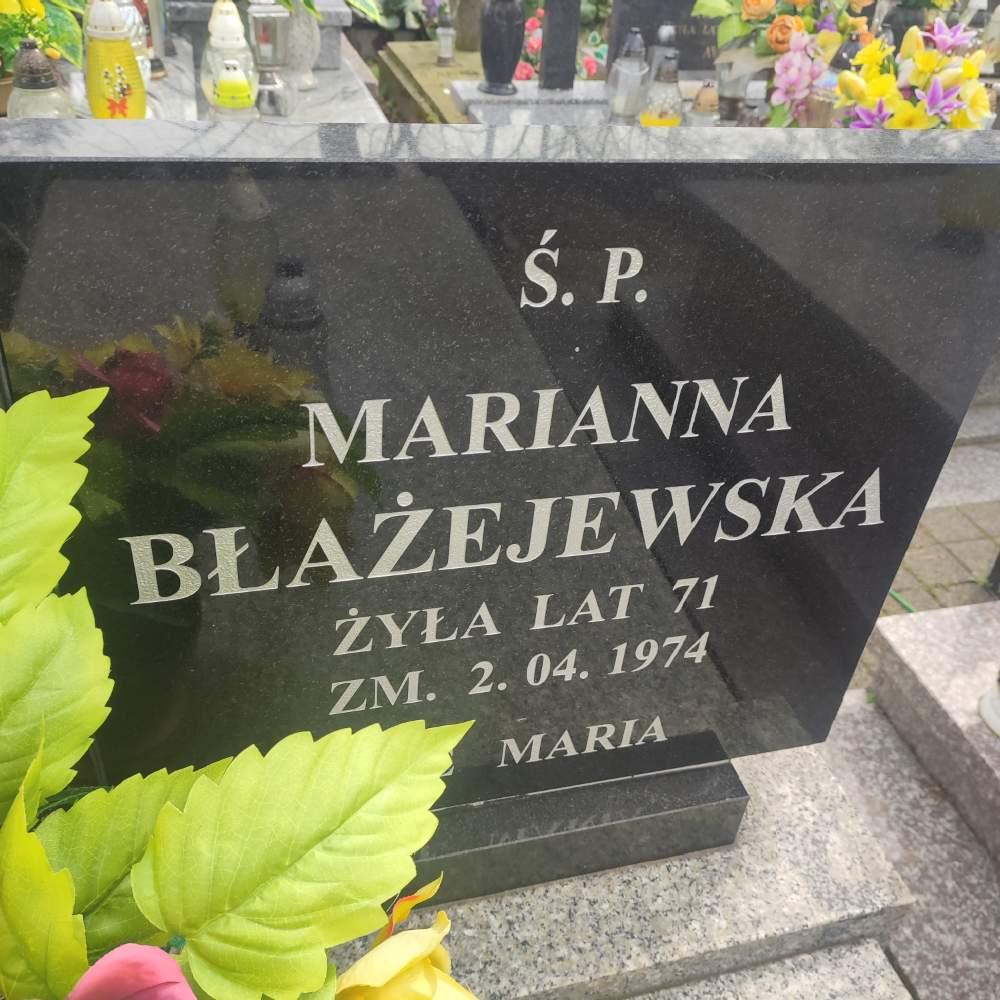 Ś. P.
MARIANNA
BŁAŻEJEWSKA
ŻYŁA LAT 71
ZM. 2. 04. 1974
MARIA